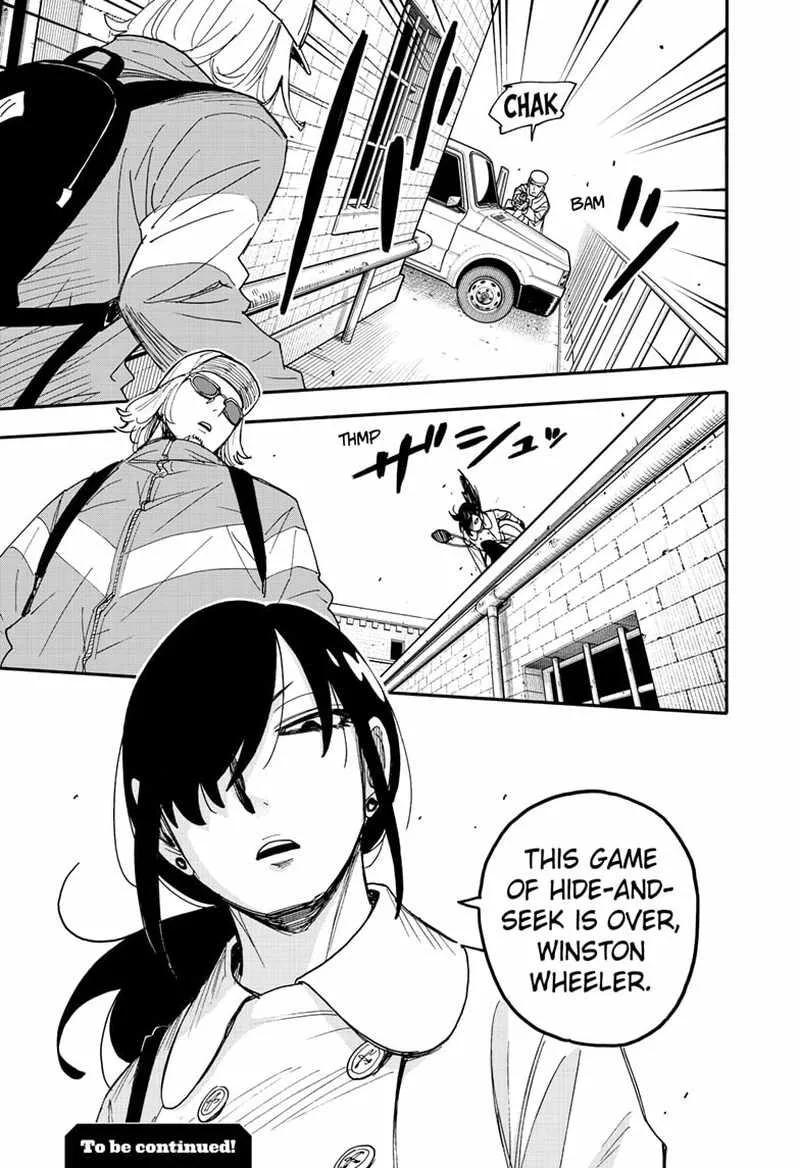 CHAK
BAM
THMP
ザシュッ
THIS GAME
OF HIDE-AND-
SEEK IS OVER,
WINSTON
WHEELER.
To be continued!